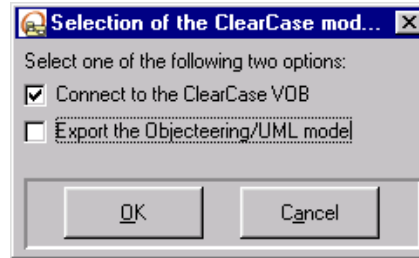 Selection of the ClearCase mod...
Select one of the following two options:
Connect to the ClearCase VOB
Export the Objecteering/UML model
OK
Cancel